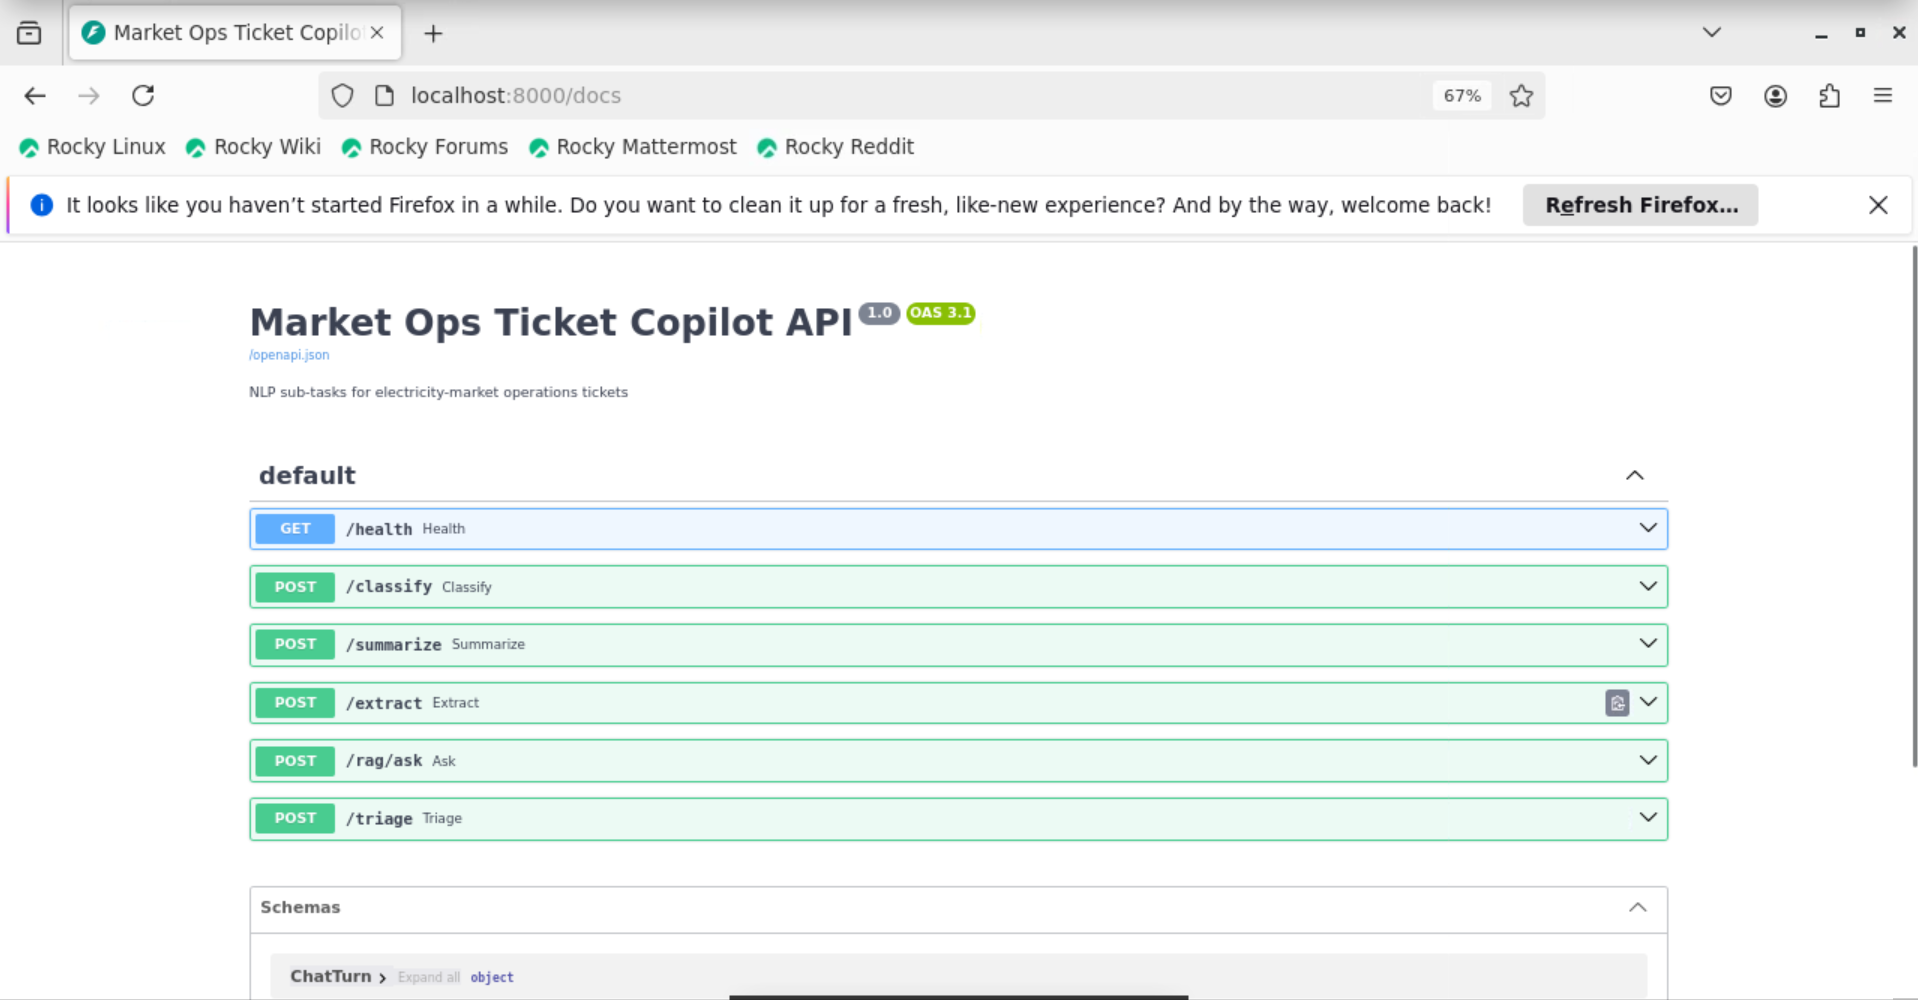 Market Ops Ticket Copilo
localhost:8000/docs
67%
Rocky Linux
Rocky Wiki
Rocky Forums
Rocky Mattermost
Rocky Reddit
It looks like you haven’t started Firefox in a while. Do you want to clean it up for a fresh, like-new experience? And by the way, welcome back!
Refresh Firefox…
Market Ops Ticket Copilot API 1.0 OAS 3.1
/openapi.json
NLP sub-tasks for electricity-market operations tickets
default
GET /health Health
POST /classify Classify
POST /summarize Summarize
POST /extract Extract
POST /rag/ask Ask
POST /triage Triage
Schemas
ChatTurn Expand all object